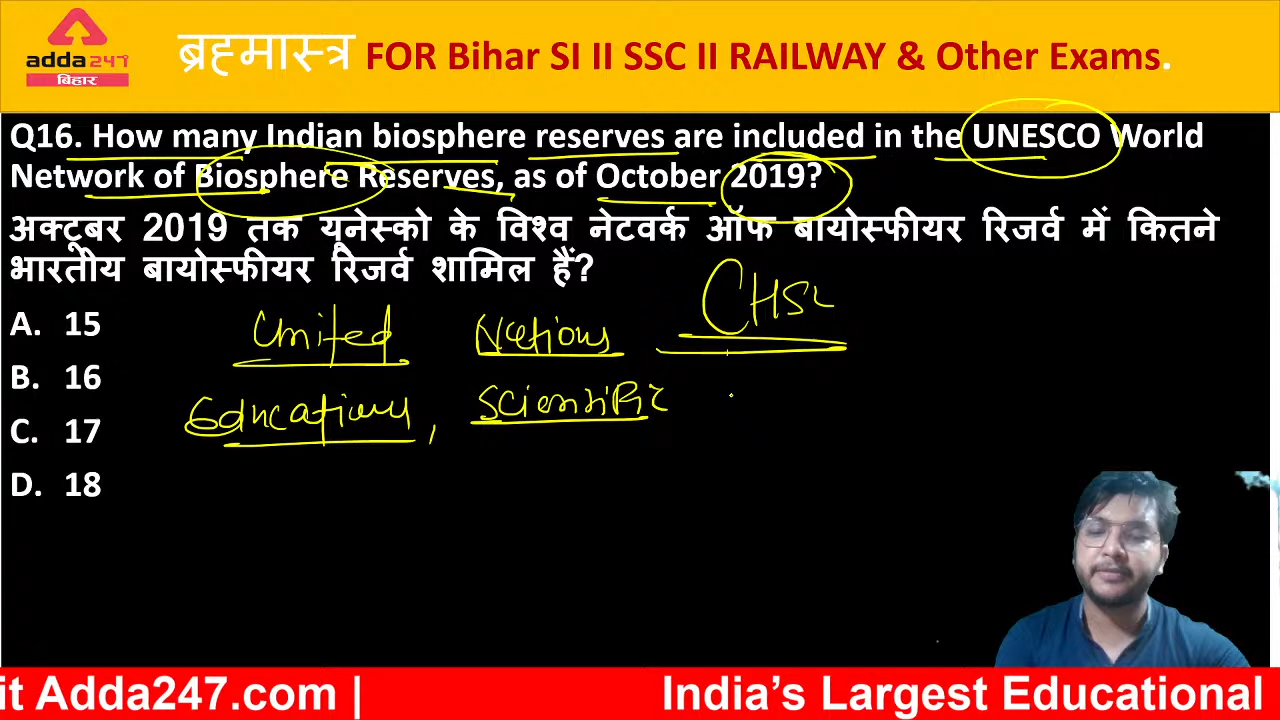 adda247
बिहार
ब्रह्मास्त्र FOR Bihar SI II SSC II RAILWAY & Other Exams.
Q16. How many Indian biosphere reserves are included in the UNESCO World
Network of Biosphere Reserves, as of October 2019?
अक्टूबर 2019 तक यूनेस्को के विश्व नेटवर्क ऑफ बायोस्फीयर रिजर्व में कितने
भारतीय बायोस्फीयर रिजर्व शामिल हैं?
CHSL
A. 15
United Nations
B. 16
Educations, Scientific
C. 17
D. 18
it Adda247.com | India's Largest Educational